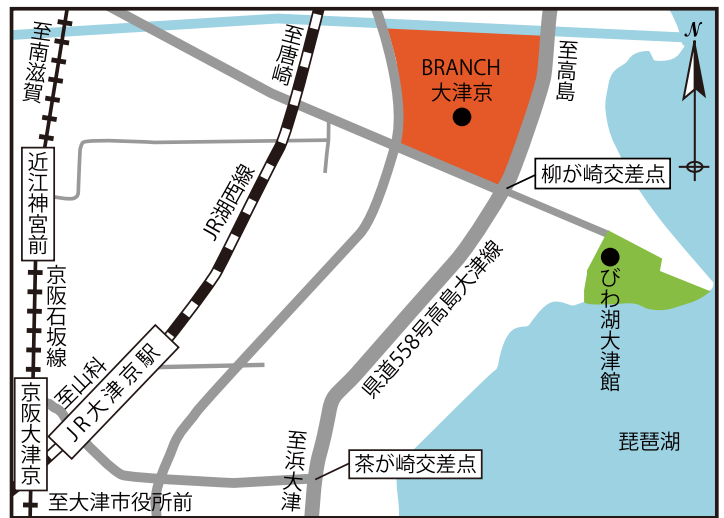 至南滋賀
至唐崎
BRANCH
大津京
至高島
N
柳が崎交差点
近江神宮前
JR湖西線
京阪石坂線
県道558号高島大津線
びわ湖大津館
至山科
JR大津京駅
京阪大津京
至浜大津
茶が崎交差点
琵琶湖
至大津市役所前